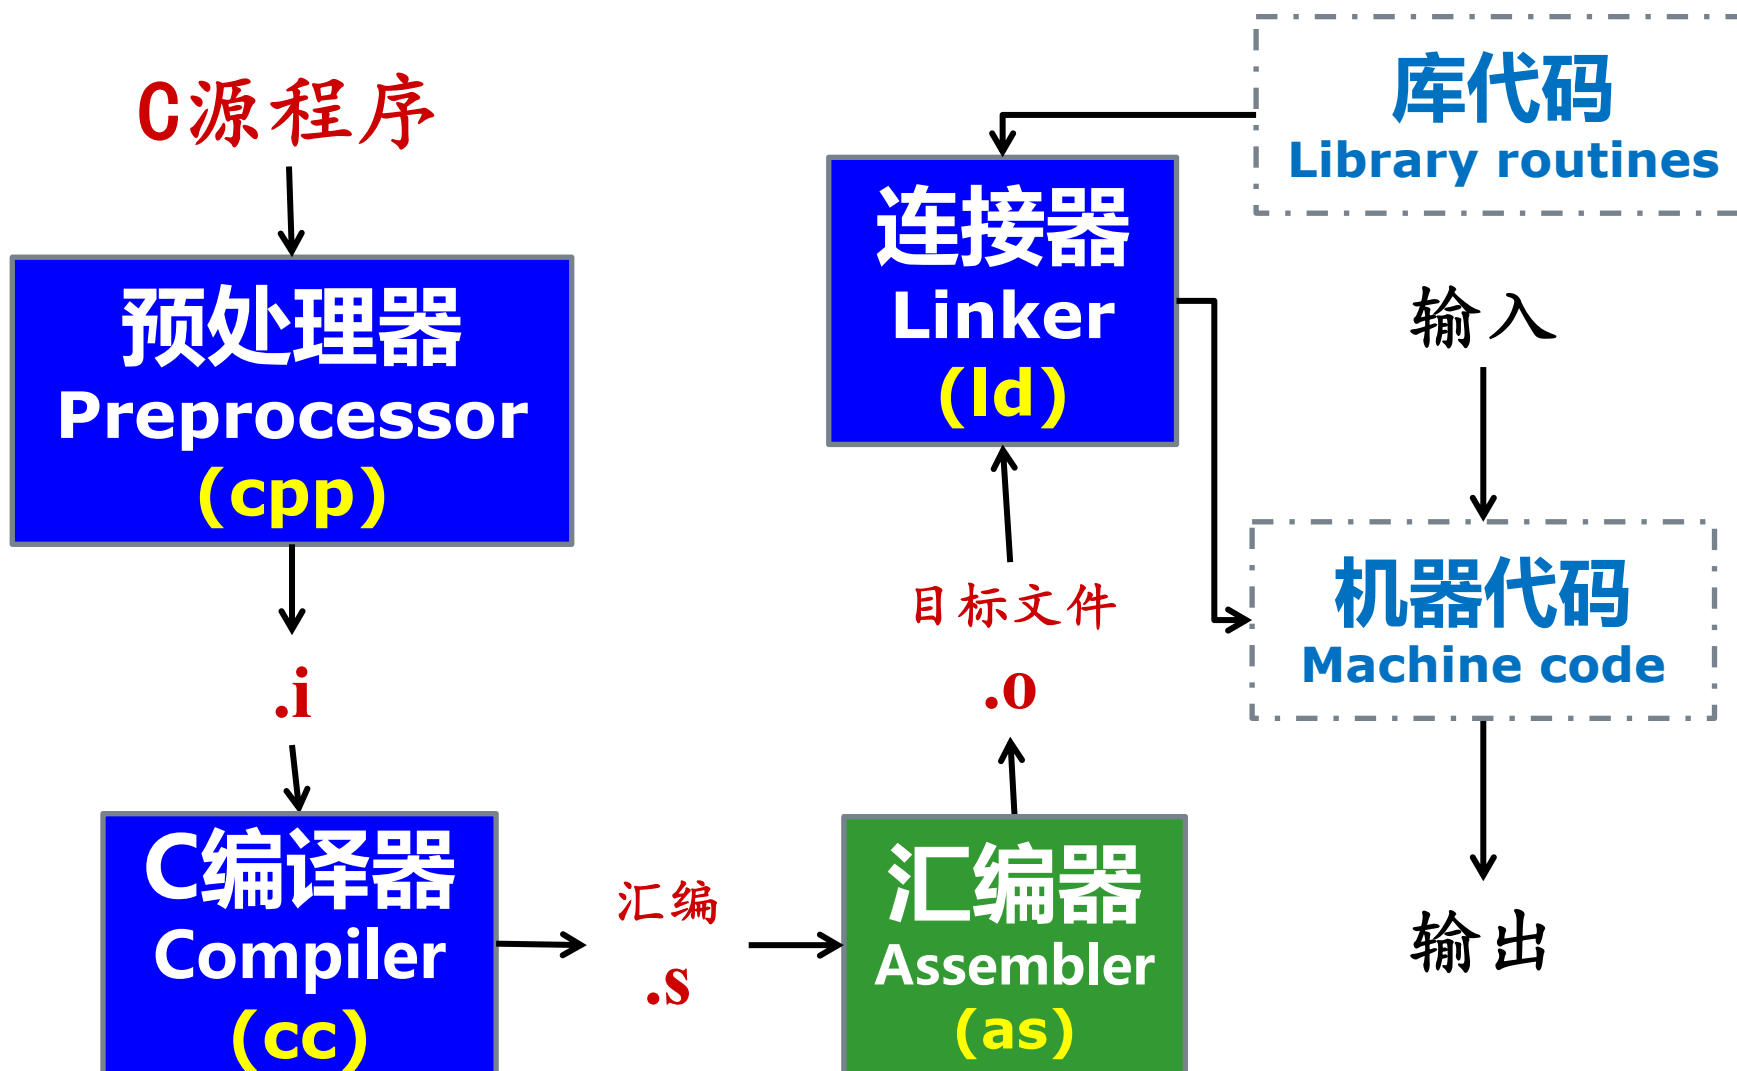 C源程序
预处理器
Preprocessor
(cpp)
.i
C编译器
Compiler
(cc)
汇编
.s
汇编器
Assembler
(as)
目标文件
.o
连接器
Linker
(ld)
库代码
Library routines
输入
机器代码
Machine code
输出